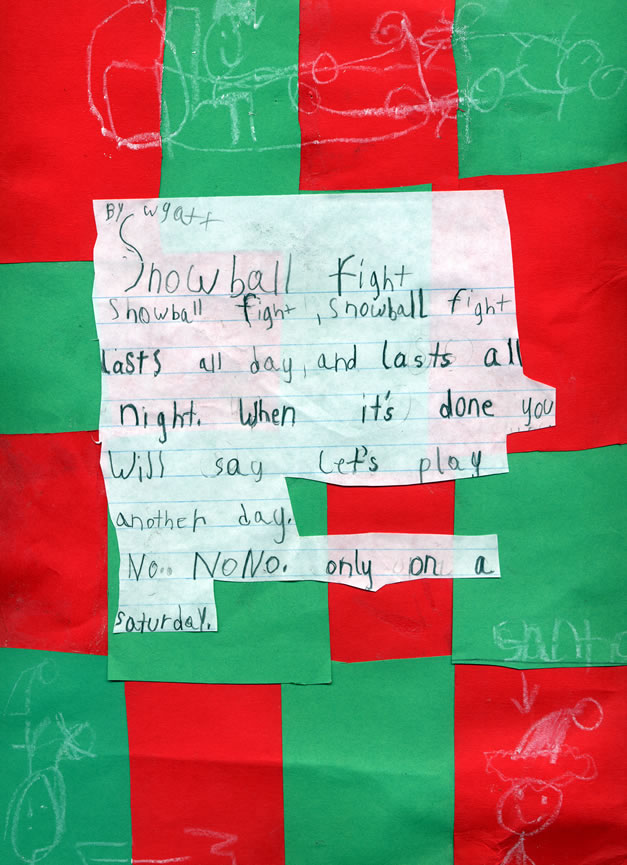 BY wyatt
Snowball Fight
Snowball fight, snowball fight
lasts all day, and lasts all
night. When it's done you
Will say let's play
another day.
No.. NoNo. only on a
saturday.
santa